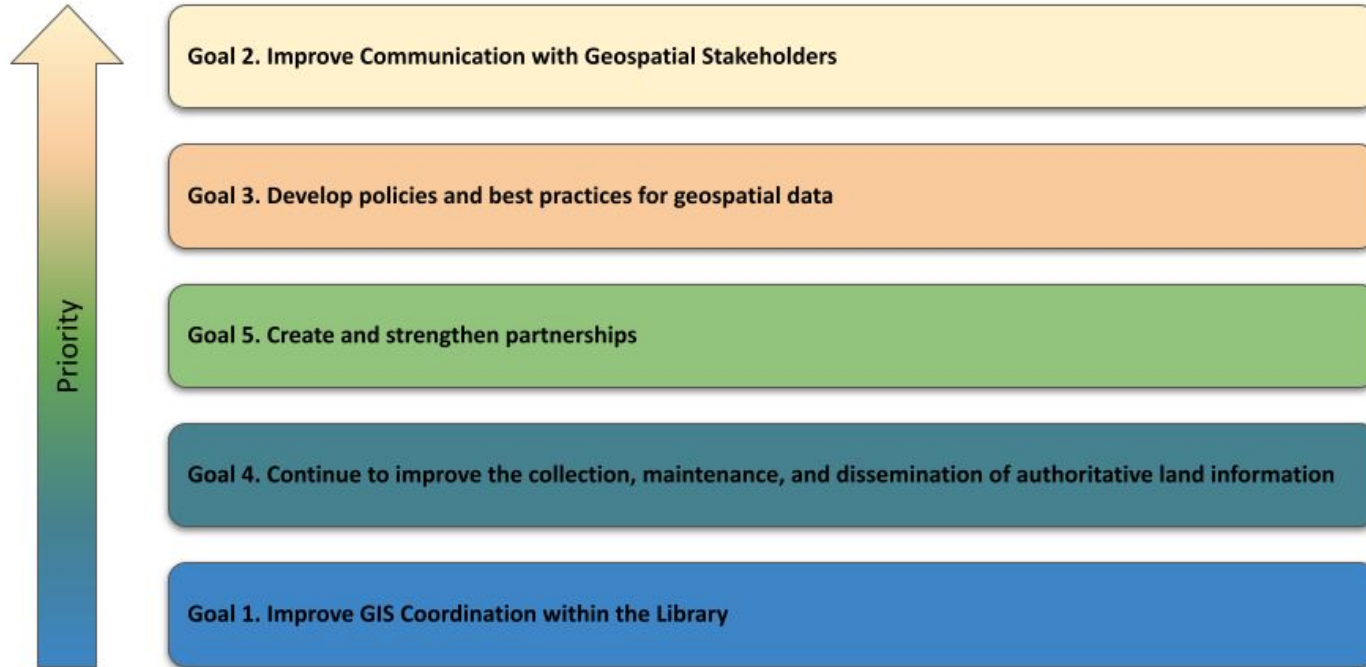 Goal 2. Improve Communication with Geospatial Stakeholders
Goal 3. Develop policies and best practices for geospatial data
Goal 5. Create and strengthen partnerships
Priority
Goal 4. Continue to improve the collection, maintenance, and dissemination of authoritative land information
Goal 1. Improve GIS Coordination within the Library